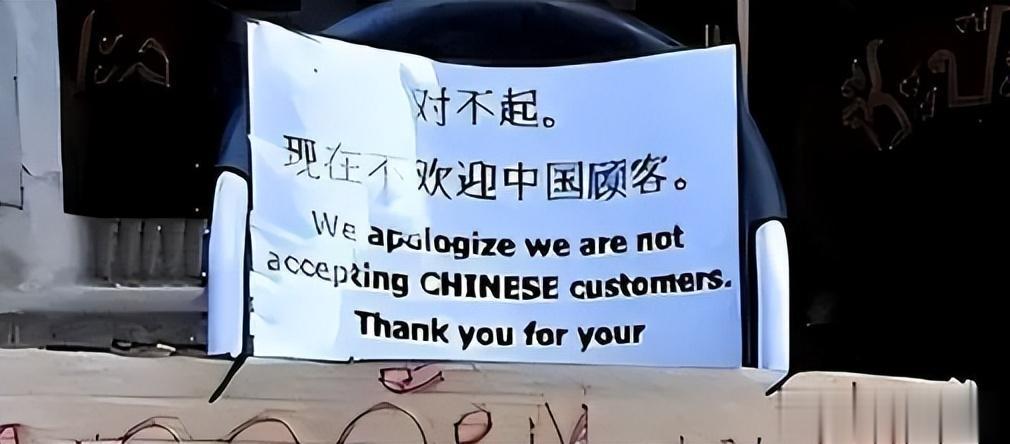 对不起。
现在不欢迎中国顾客。
We apologize we are not
accepting CHINESE customers.
Thank you for your